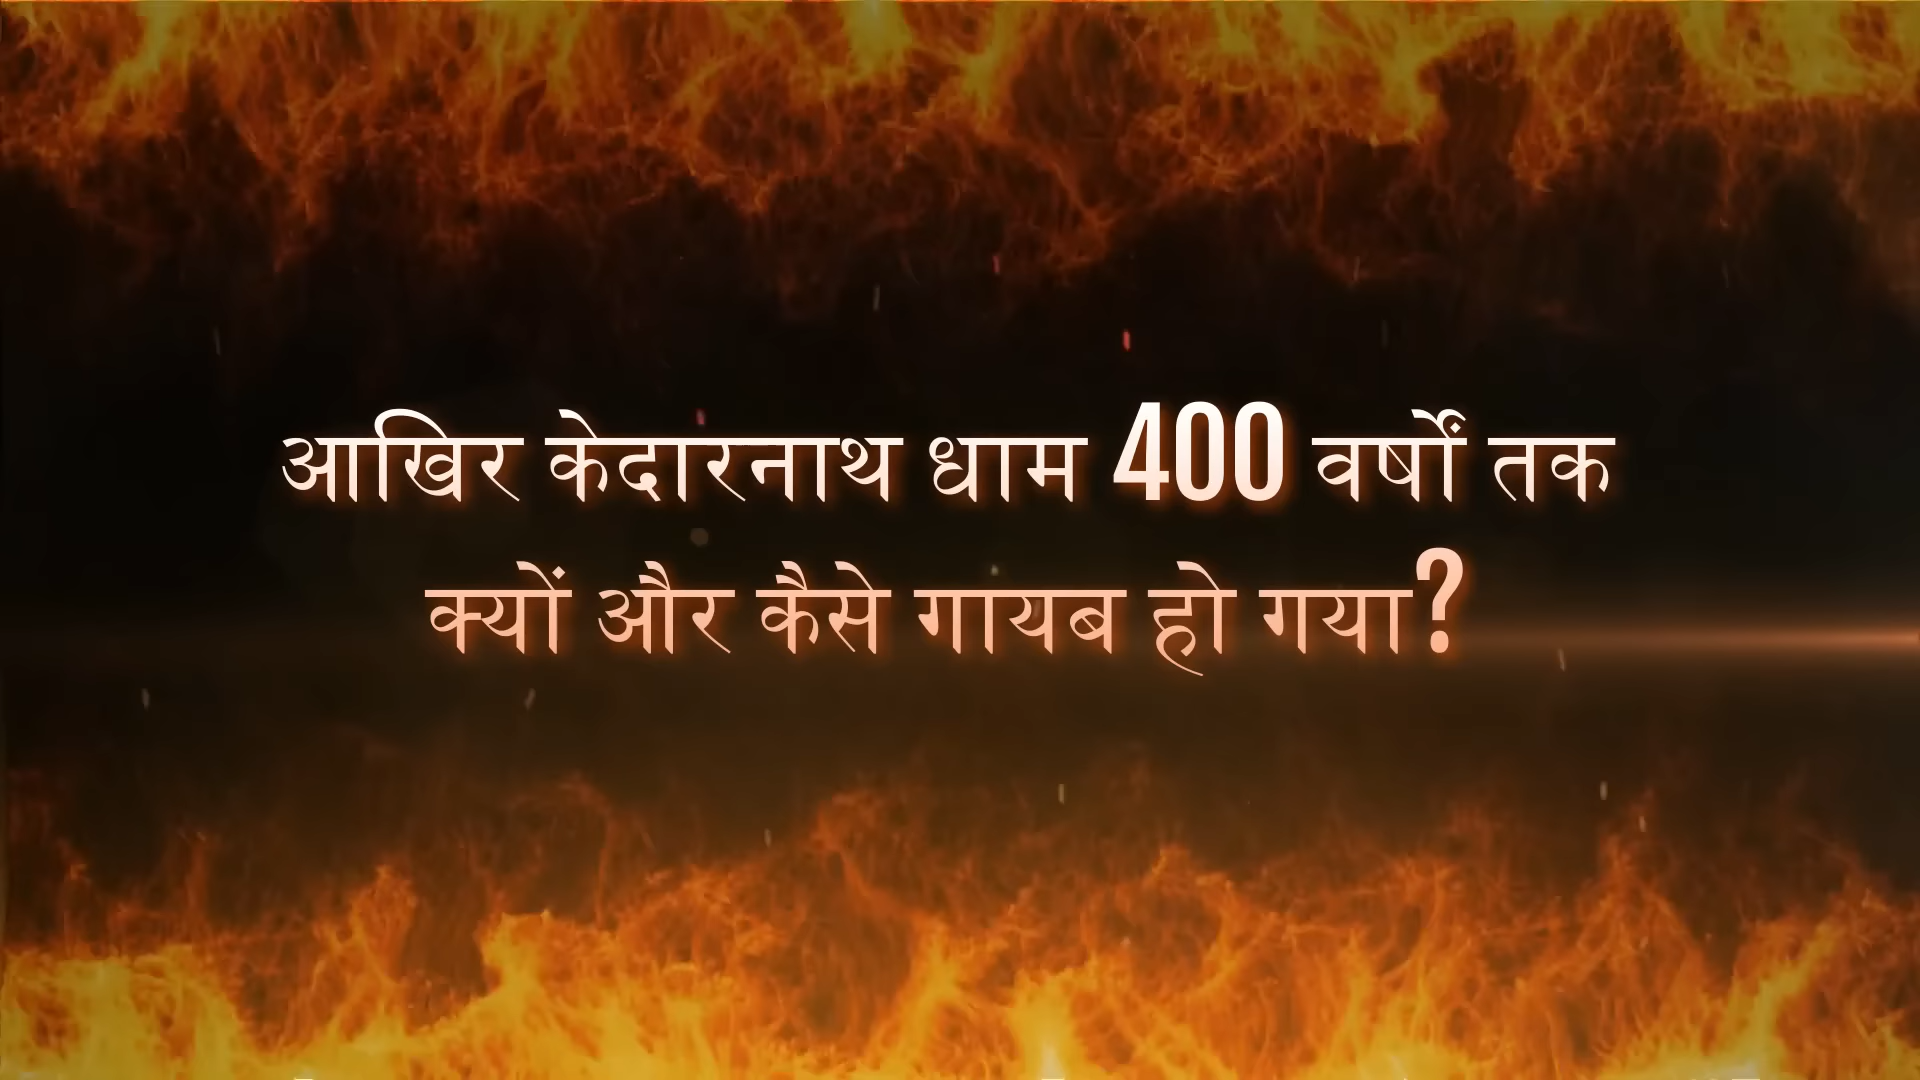 आखिर केदारनाथ धाम 400 वर्षों तक
क्यों और कैसे गायब हो गया?